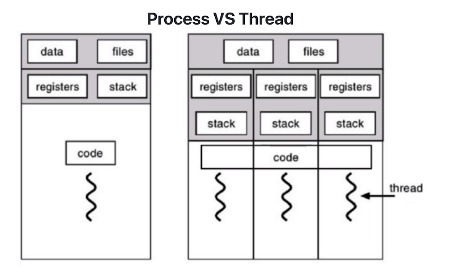 Process VS Thread
data files
registers stack
code
data files
registers registers registers
stack stack stack
code
thread